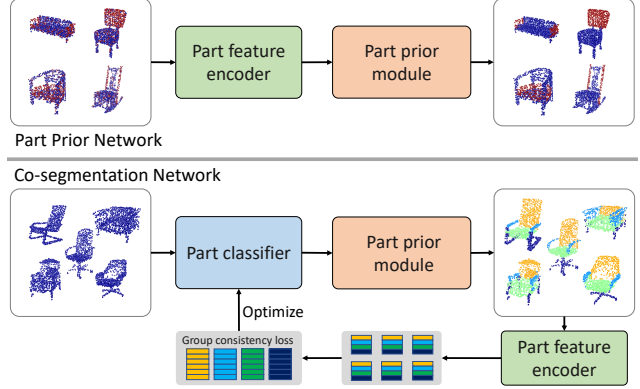 Part feature
encoder
Part prior
module
Part Prior Network
Co-segmentation Network
Part classifier
Part prior
module
Optimize
Group consistency loss
Part feature
encoder